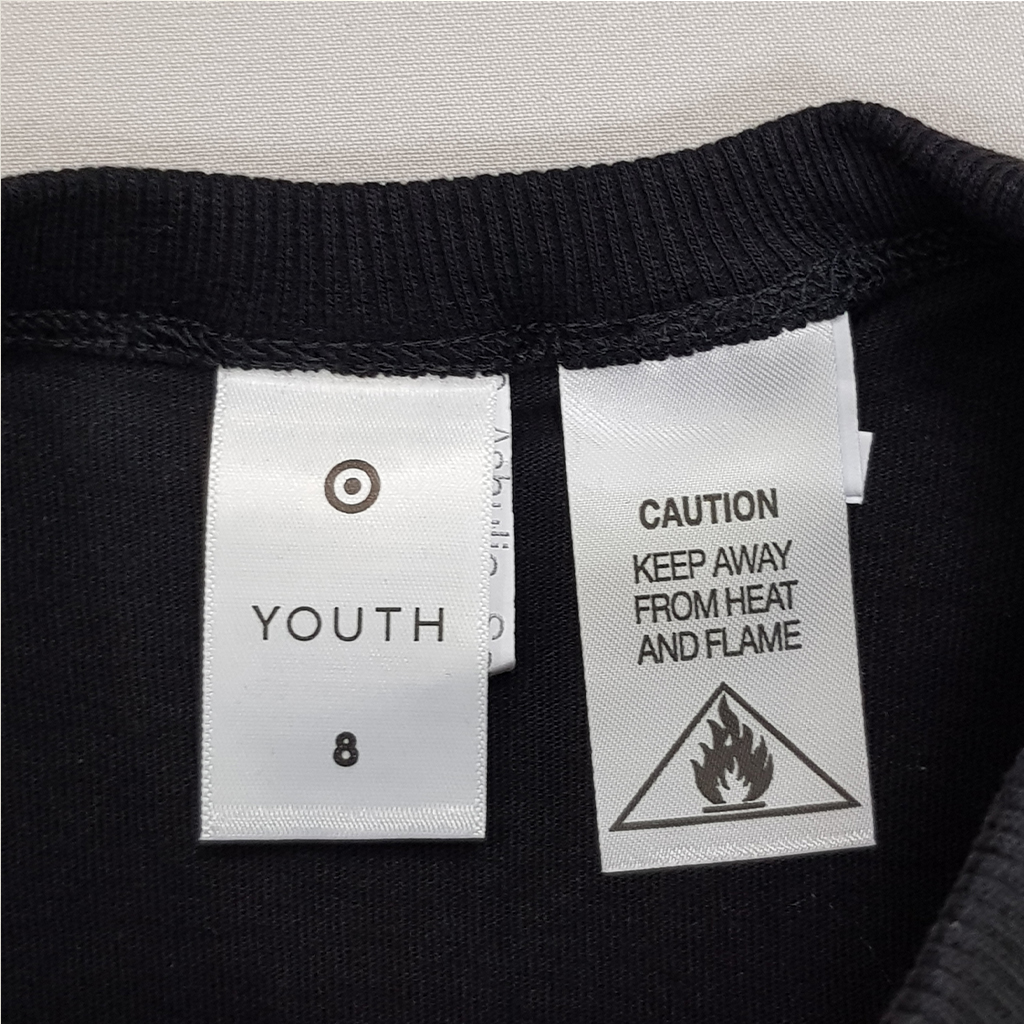 YOUTH
8
CAUTION
KEEP AWAY
FROM HEAT
AND FLAME